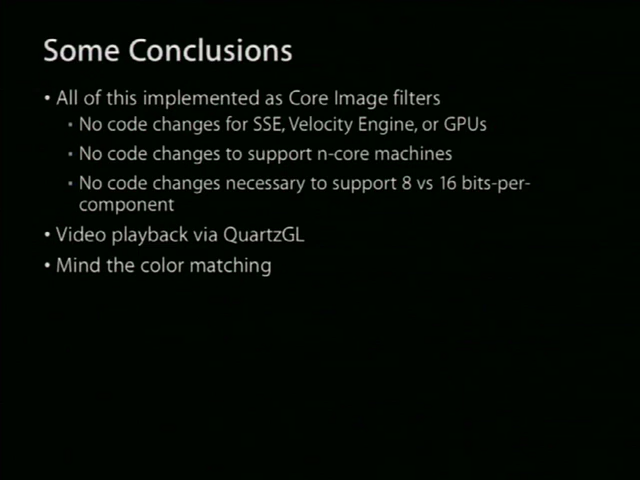 Some Conclusions
• All of this implemented as Core Image filters
▪ No code changes for SSE, Velocity Engine, or GPUs
▪ No code changes to support n-core machines
▪ No code changes necessary to support 8 vs 16 bits-per-
component
• Video playback via QuartzGL
• Mind the color matching